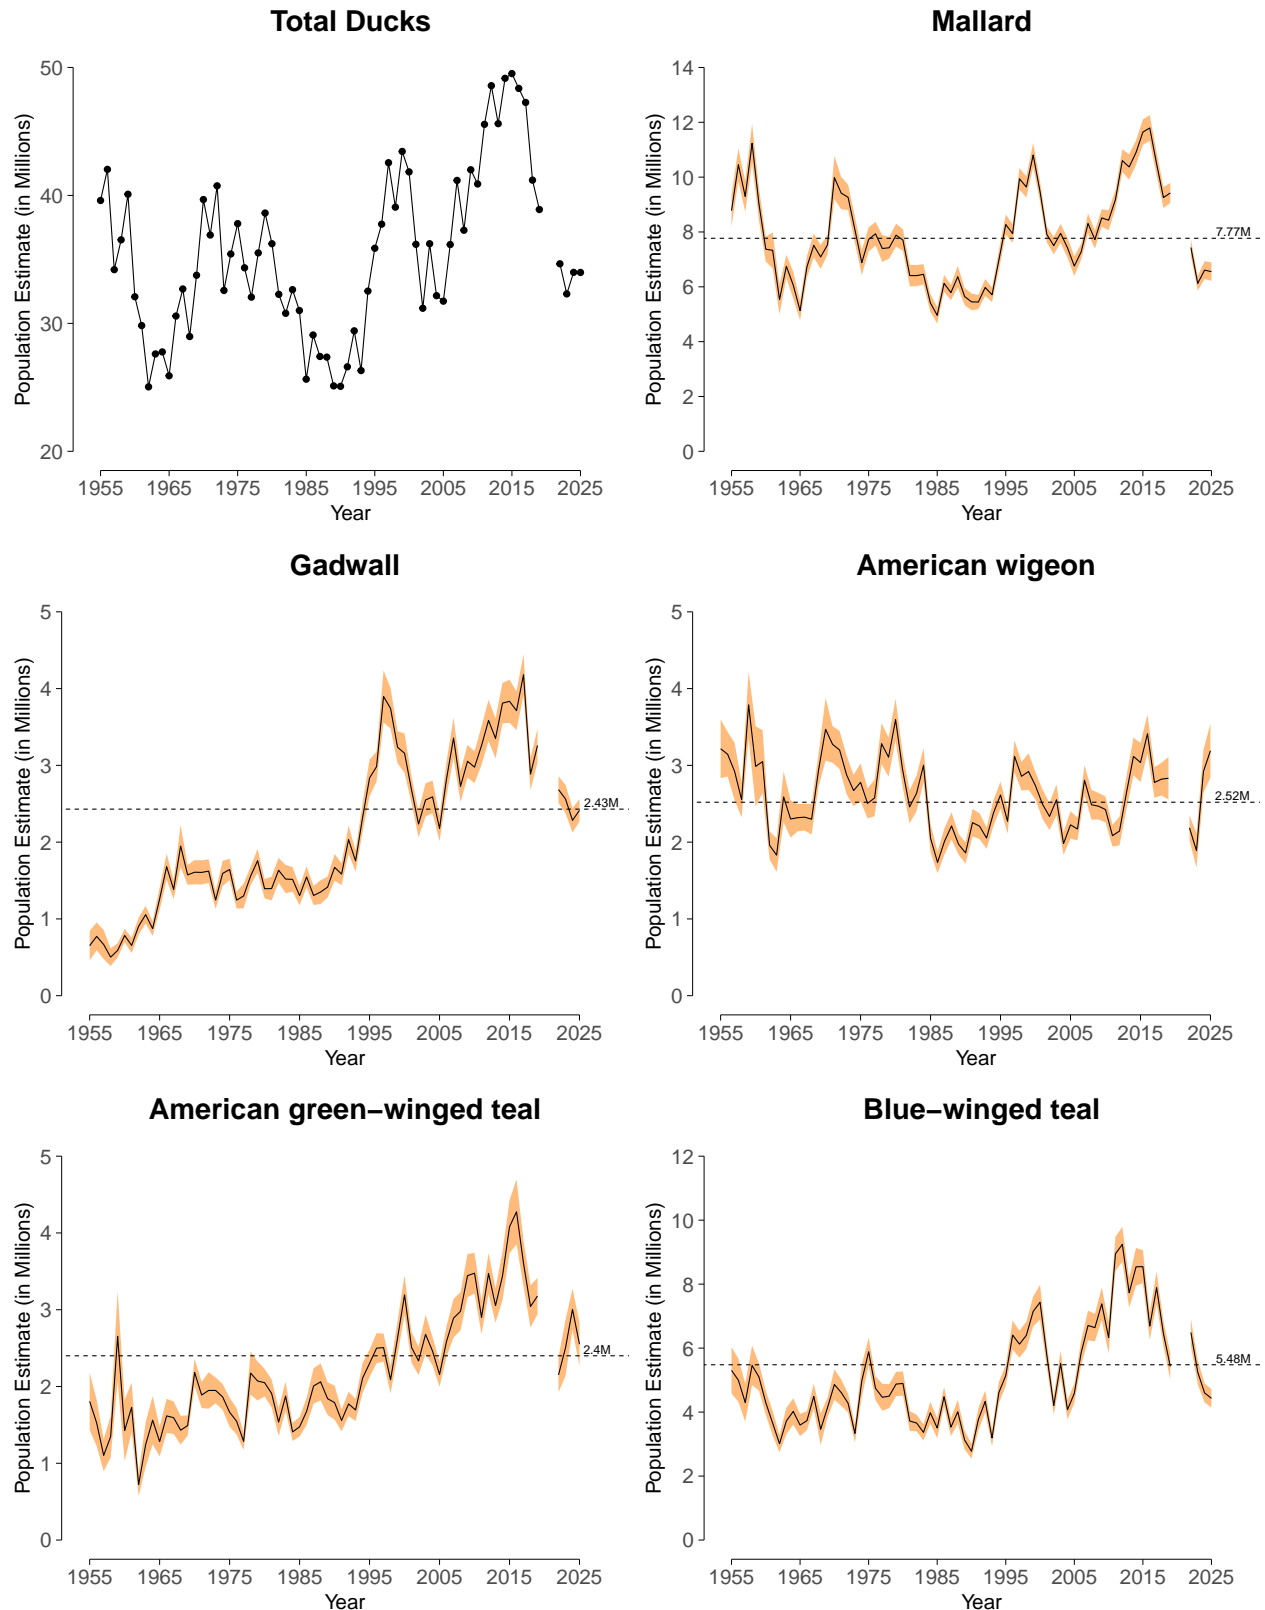 Total Ducks
Population Estimate (in Millions)
50
40
30
20
1955 1965 1975 1985 1995 2005 2015 2025
Year
Mallard
Population Estimate (in Millions)
14
12
10
8
6
4
2
0
7.77M
1955 1965 1975 1985 1995 2005 2015 2025
Year
Gadwall
Population Estimate (in Millions)
5
4
3
2
1
0
2.43M
1955 1965 1975 1985 1995 2005 2015 2025
Year
American wigeon
Population Estimate (in Millions)
5
4
3
2
1
0
2.52M
1955 1965 1975 1985 1995 2005 2015 2025
Year
American green−winged teal
Population Estimate (in Millions)
5
4
3
2
1
0
2.4M
1955 1965 1975 1985 1995 2005 2015 2025
Year
Blue−winged teal
Population Estimate (in Millions)
12
10
8
6
4
2
0
5.48M
1955 1965 1975 1985 1995 2005 2015 2025
Year